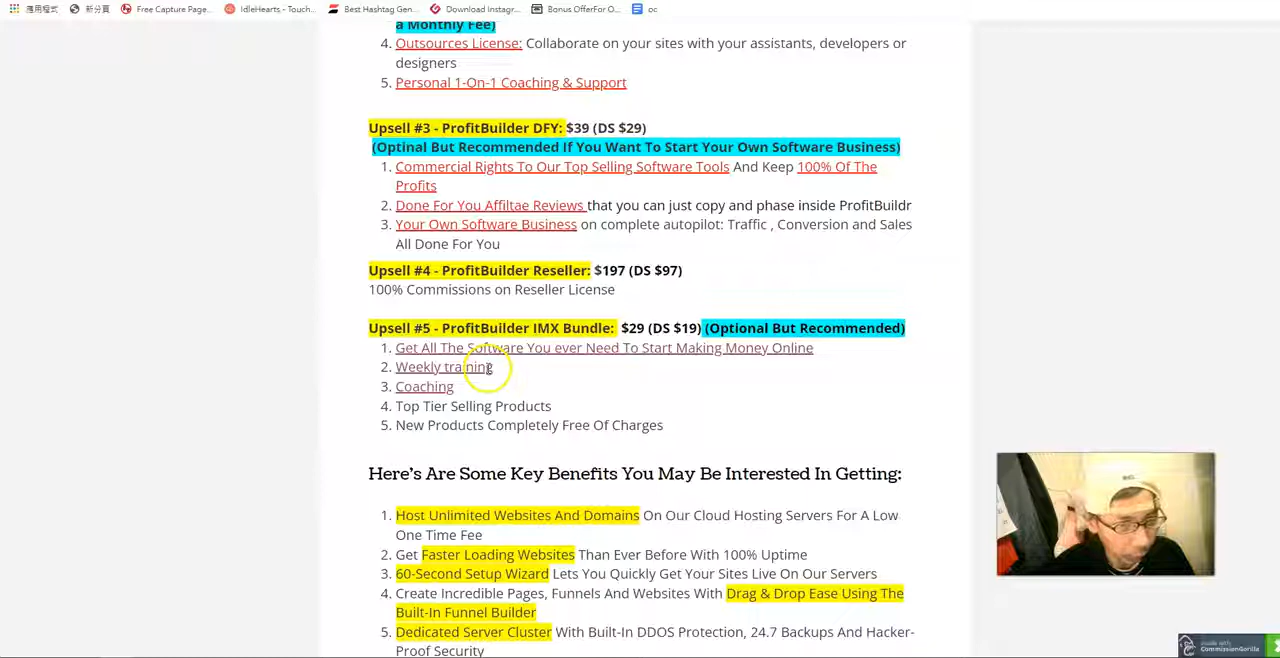 應用程式 新分頁 Free Capture Page... IdleHearts, - Touch... Best Hashtag Gen... Download Instagr... Bonus OfferFor O... oc
a Monthly Fee)
4. Outsources License: Collaborate on your sites with your assistants, developers or
designers
5. Personal 1-On-1 Coaching & Support
Upsell #3 - ProfitBuilder DFY: $39 (DS $29)
(Optinal But Recommended If You Want To Start Your Own Software Business)
1. Commercial Rights To Our Top Selling Software Tools And Keep 100% Of The
Profits
2. Done For You Affiltae Reviews that you can just copy and phase inside ProfitBuildr
3. Your Own Software Business on complete autopilot: Traffic , Conversion and Sales
All Done For You
Upsell #4 - ProfitBuilder Reseller: $197 (DS $97)
100% Commissions on Reseller License
Upsell #5 - ProfitBuilder IMX Bundle: $29 (DS $19) (Optional But Recommended)
1. Get All The Software You ever Need To Start Making Money Online
2. Weekly training
3. Coaching
4. Top Tier Selling Products
5. New Products Completely Free Of Charges
Here's Are Some Key Benefits You May Be Interested In Getting:
1. Host Unlimited Websites And Domains On Our Cloud Hosting Servers For A Low
One Time Fee
2. Get Faster Loading Websites Than Ever Before With 100% Uptime
3. 60-Second Setup Wizard Lets You Quickly Get Your Sites Live On Our Servers
4. Create Incredible Pages, Funnels And Websites With Drag & Drop Ease Using The
Built-In Funnel Builder
5. Dedicated Server Cluster With Built-In DDOS Protection, 24.7 Backups And Hacker-
Proof Security
made with
CommissionGorilla